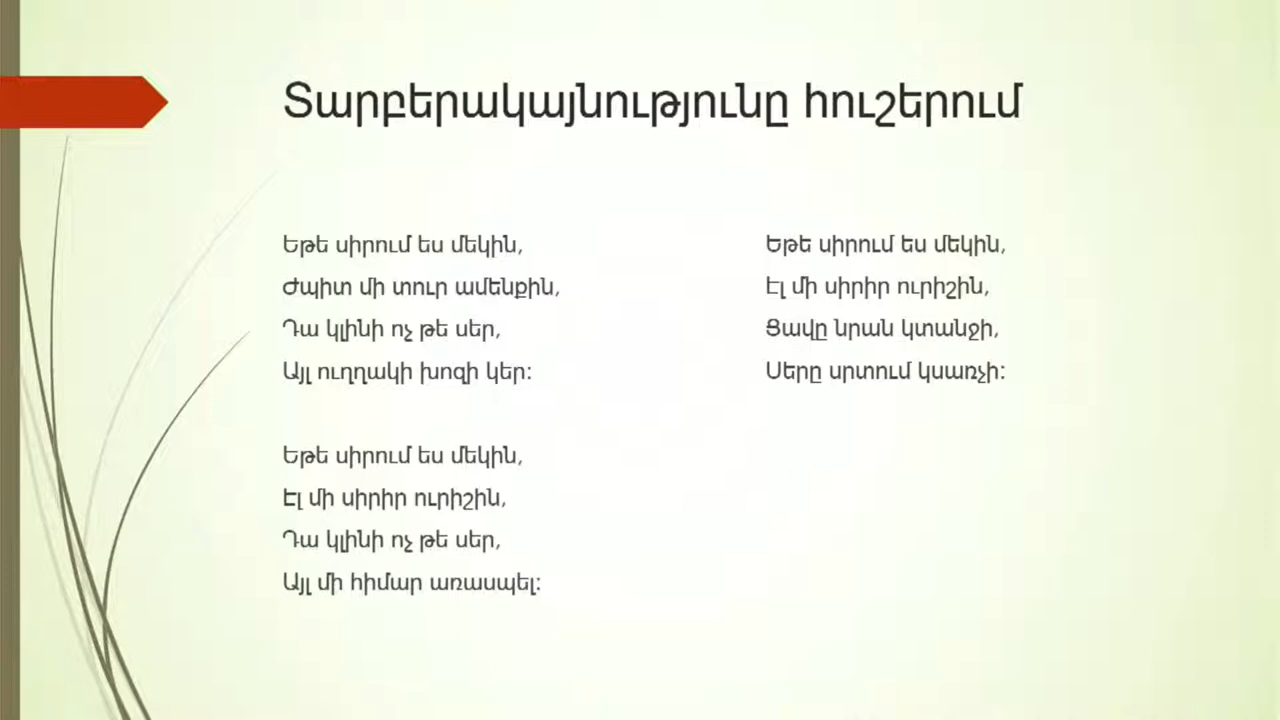 Տարբերակայնությունը հուշերում
Եթե սիրում ես մեկին,
Ժպիտ մի տուր ամենքին,
Դա կլինի ոչ թե սեր,
Այլ ուղղակի խոզի կեր:
Եթե սիրում ես մեկին,
Էլ մի սիրիր ուրիշին,
Դա կլինի ոչ թե սեր,
Այլ մի հիմար առասպել:
Եթե սիրում ես մեկին,
Էլ մի սիրիր ուրիշին,
Ցավը նրան կտանջի,
Սերը սրտում կսառչի: